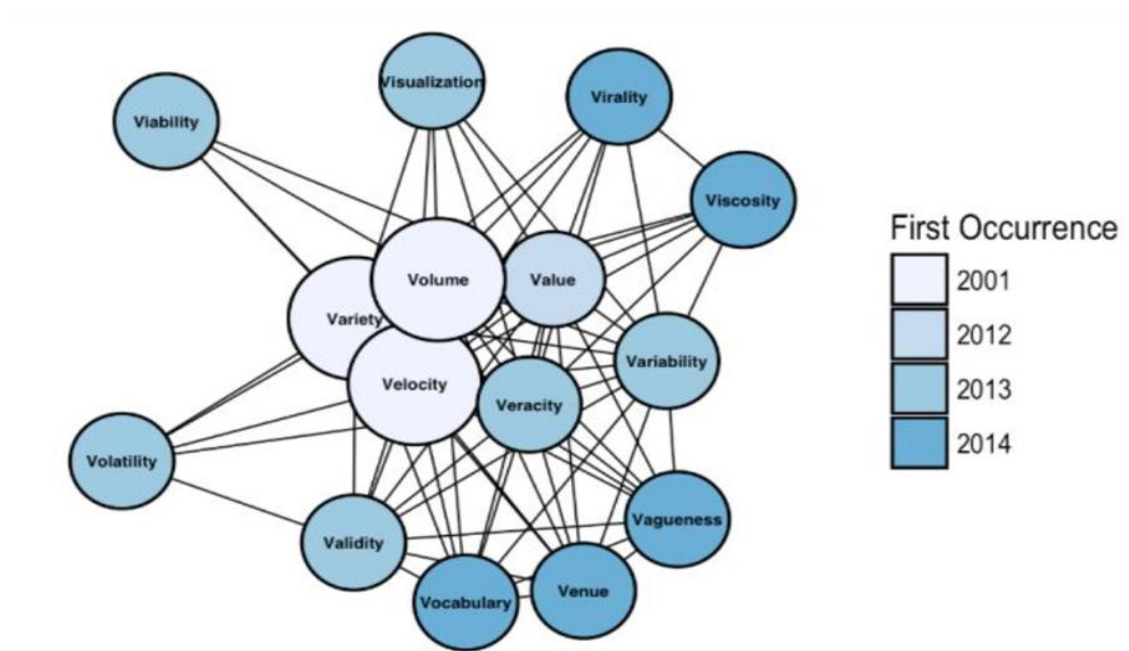 Visualization
Virality
Viability
Viscosity
Volume
Value
Variety
Variability
Velocity
Veracity
Volatility
Vagueness
Validity
Venue
Vocabulary
First Occurrence
2001
2012
2013
2014